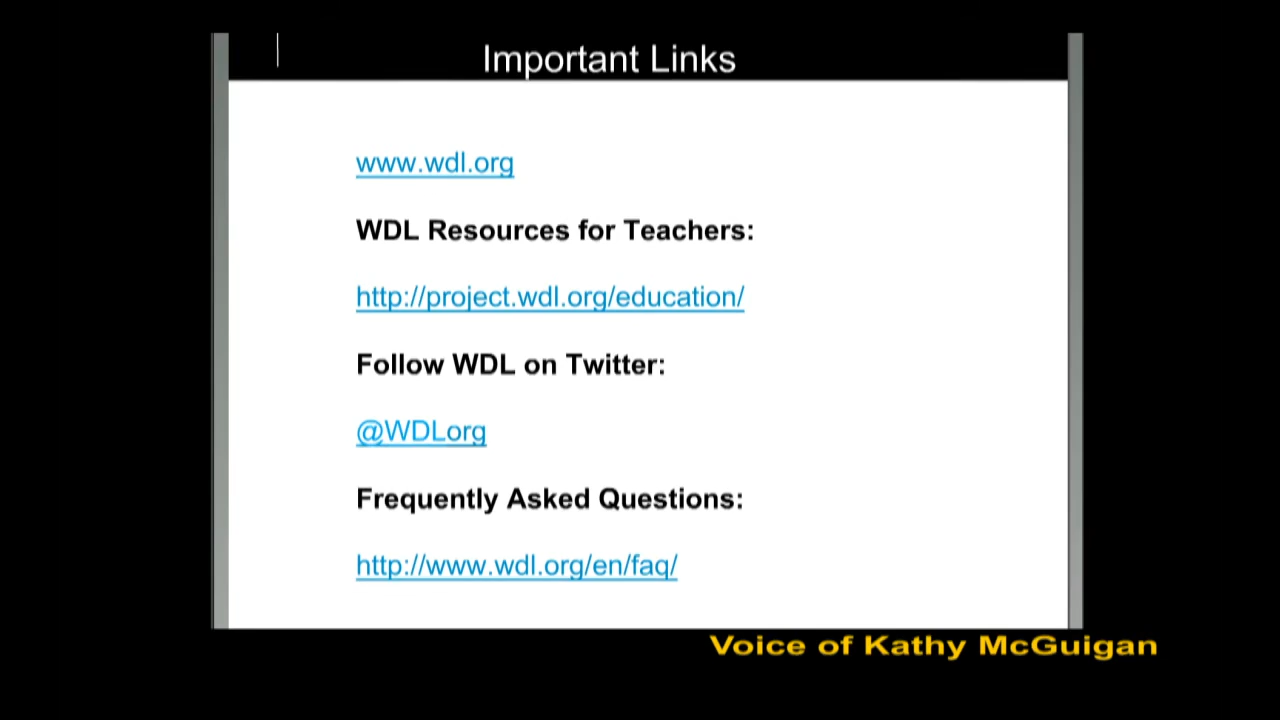 Important Links
www.wdl.org
WDL Resources for Teachers:
http://project.wdl.org/education/
Follow WDL on Twitter:
@WDLorg
Frequently Asked Questions:
http://www.wdl.org/en/faq/
Voice of Kathy McGuigan